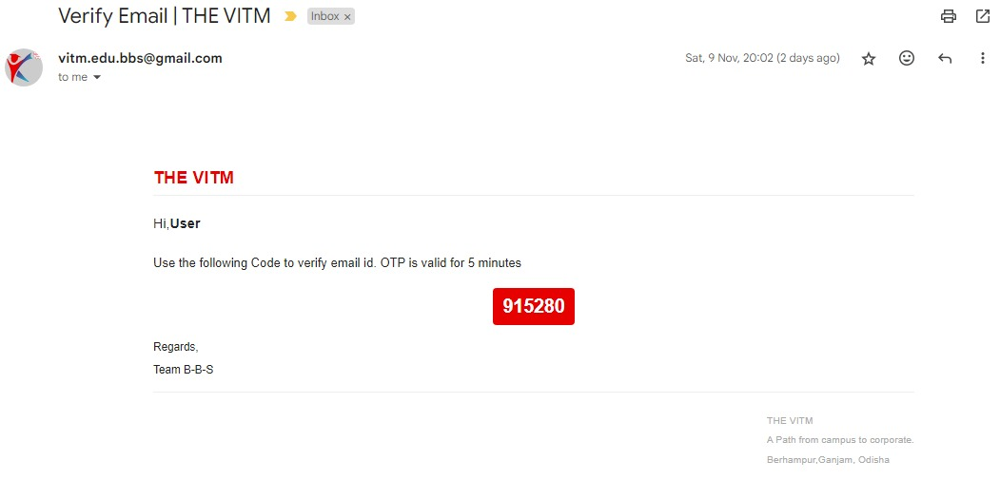 Verify Email | THE VITM Inbox x
vitm.edu.bbs@gmail.com Sat, 9 Nov, 20:02 (2 days ago)
to me
THE VITM
Hi,User
Use the following Code to verify email id. OTP is valid for 5 minutes
915280
Regards,
Team B-B-S
THE VITM
A Path from campus to corporate.
Berhampur,Ganjam, Odisha